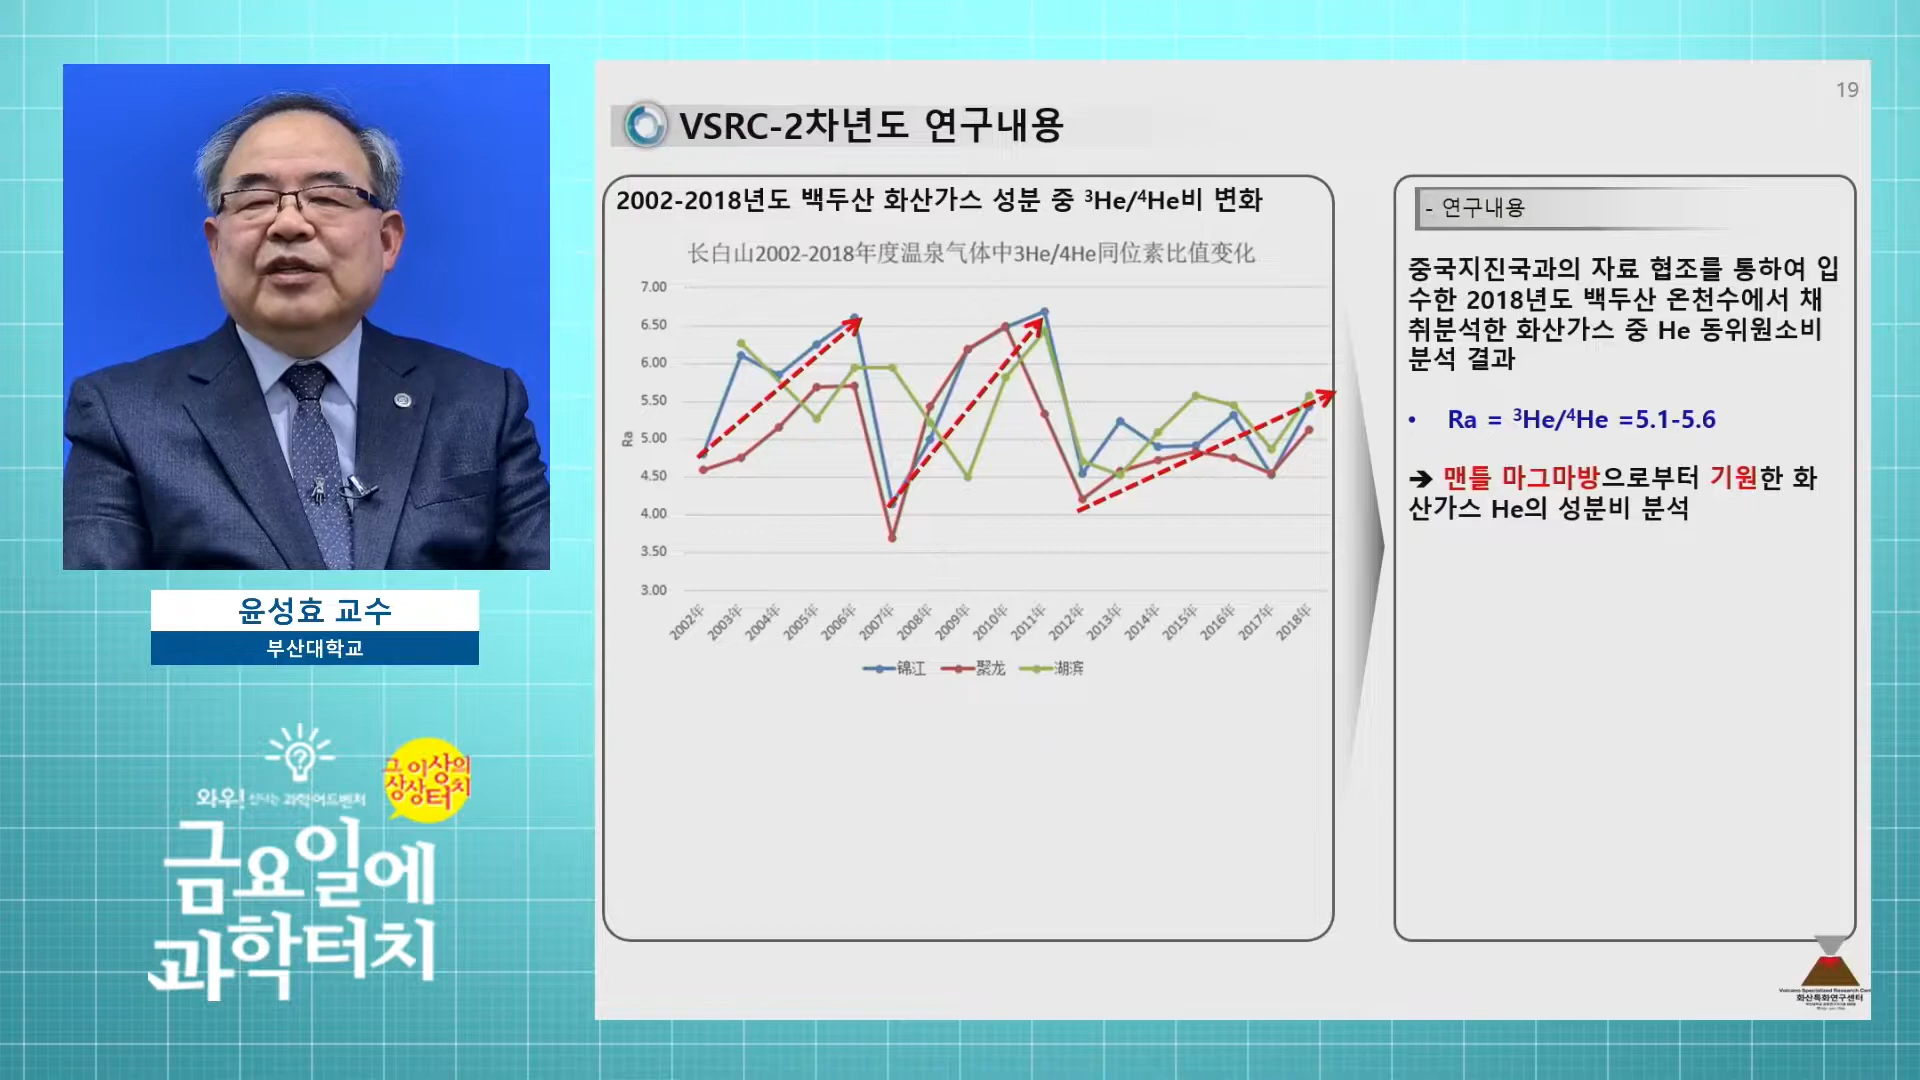 윤성효 교수
부산대학교
와우! 신나는 과학어드벤처
그 이상의
상상터치
금요일에
과학터치
19
VSRC-2차년도 연구내용
2002-2018년도 백두산 화산가스 성분 중 ³He/⁴He비 변화
长白山2002-2018年度温泉气体中3He/4He同位素比值变化
7.00
6.50
6.00
5.50
5.00
4.50
4.00
3.50
3.00
Ra
2002年 2003年 2004年 2005年 2006年 2007年 2008年 2009年 2010年 2011年 2012年 2013年 2014年 2015年 2016年 2017年 2018年
锦江 聚龙 湖滨
- 연구내용
중국지진국과의 자료 협조를 통하여 입
수한 2018년도 백두산 온천수에서 채
취분석한 화산가스 중 He 동위원소비
분석 결과
• Ra = ³He/⁴He =5.1-5.6
➔ 맨틀 마그마방으로부터 기원한 화
산가스 He의 성분비 분석
Volcano Specialized Research Cen
화산특화연구센터